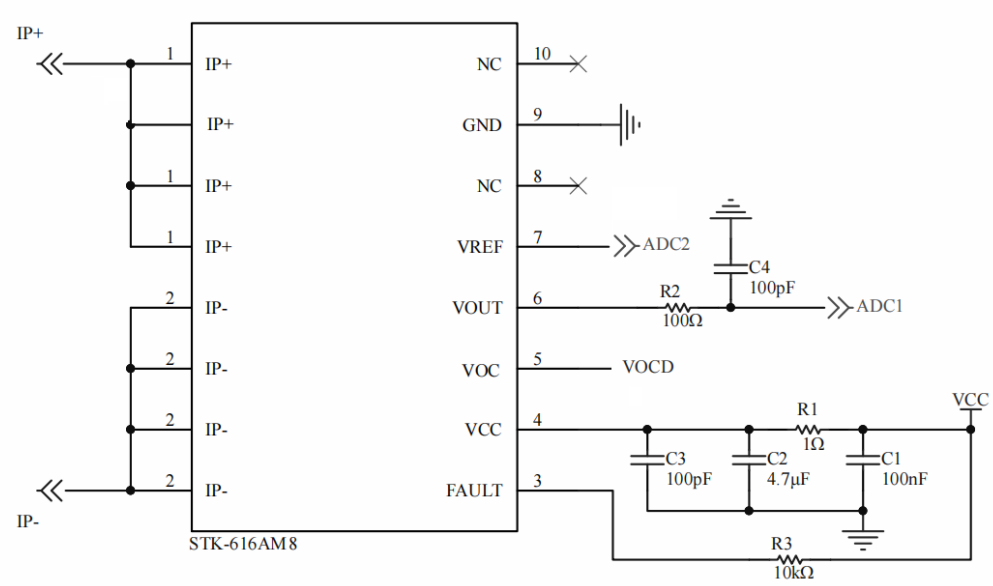 IP+
1 IP+ NC 10
IP+ GND 9
1 IP+ NC 8
1 IP+ VREF 7 ADC2
C4
100pF
2 IP- VOUT 6 R2 ADC1
100Ω
2 IP- VOC 5 VOCD
VCC
2 IP- VCC 4 R1
1Ω
C3 C2 C1
100pF 4.7μF 100nF
2 IP- FAULT 3
IP-
STK-616AM8 R3
10kΩ